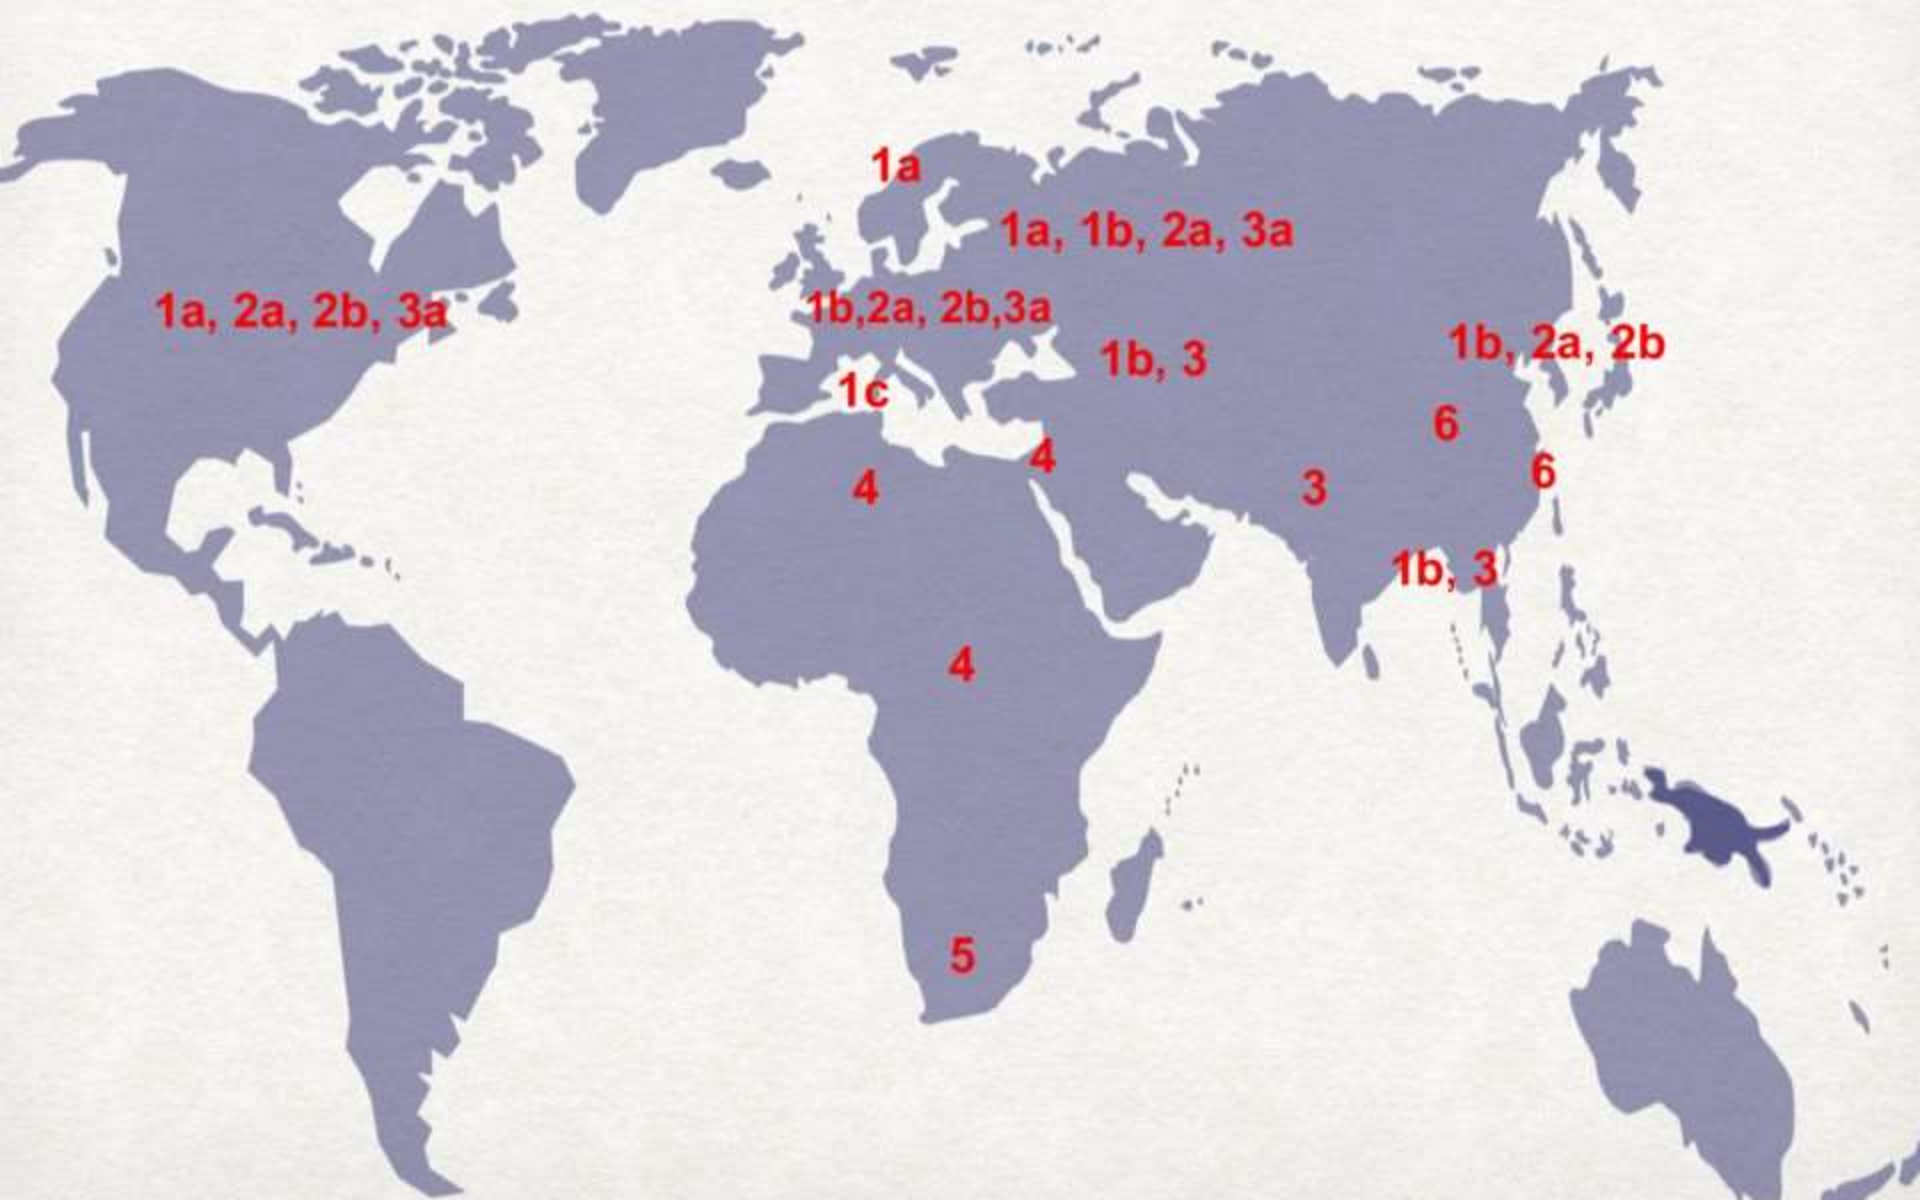 1a
1a, 1b, 2a, 3a
1a, 2a, 2b, 3a
1b,2a, 2b,3a
1b, 3
1b, 2a, 2b
1c
6
4
6
4
3
1b, 3
4
5